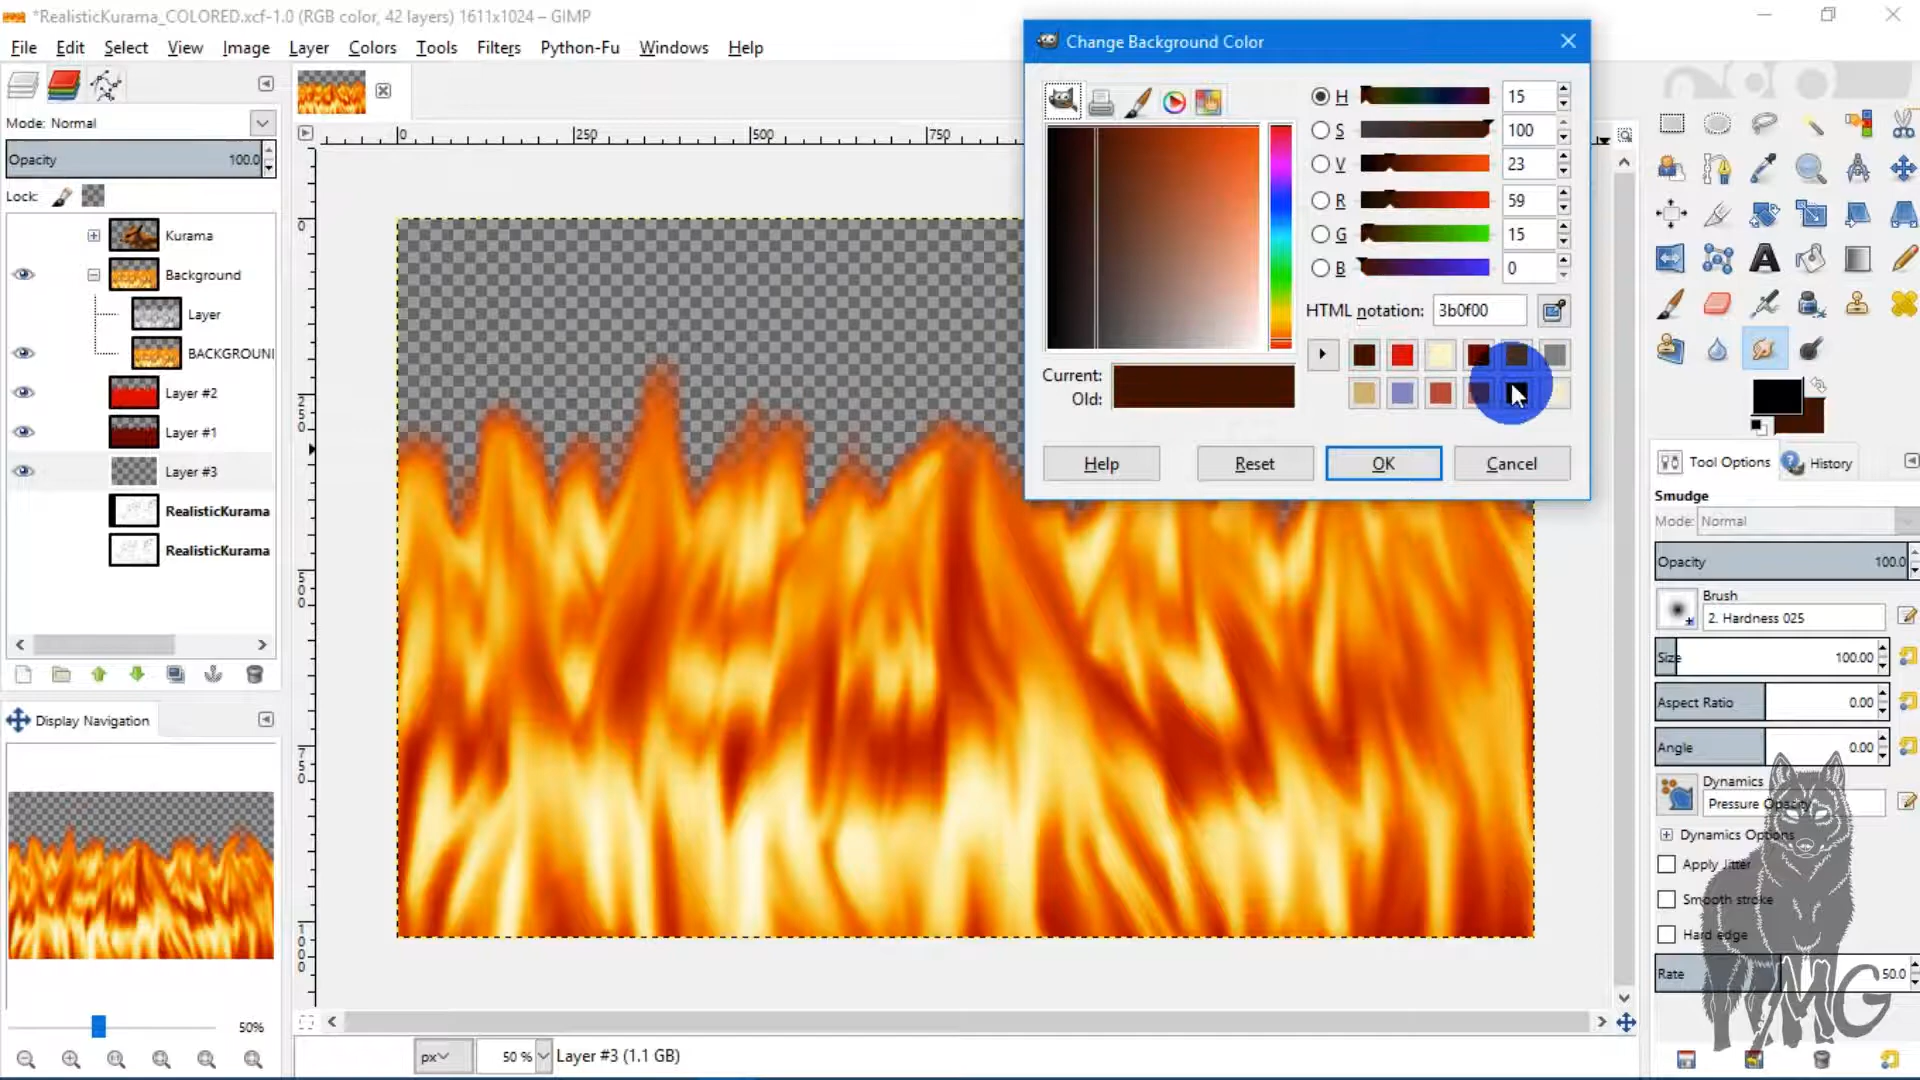 *RealisticKurama_COLORED.xcf-1.0 (RGB color, 42 layers) 1611x1024 – GIMP
File Edit Select View Image Layer Colors Tools Filters Python-Fu Windows Help
Mode: Normal
Opacity 100.0
Lock:
Kurama
Background
Layer
BACKGROUND
Layer #2
Layer #1
Layer #3
RealisticKurama
RealisticKurama
Display Navigation
50%
0 250 500 750
0
250
500
750
1000
px 50 % Layer #3 (1.1 GB)
Change Background Color
H 15
S 100
V 23
R 59
G 15
B 0
HTML notation: 3b0f00
Current:
Old:
Help Reset OK Cancel
Tool Options History
Smudge
Mode: Normal
Opacity 100.0
Brush
2. Hardness 025
Size 100.00
Aspect Ratio 0.00
Angle 0.00
Dynamics
Pressure Opacity
Dynamics Options
Apply Jitter
Smooth stroke
Hard edge
Rate 50.0